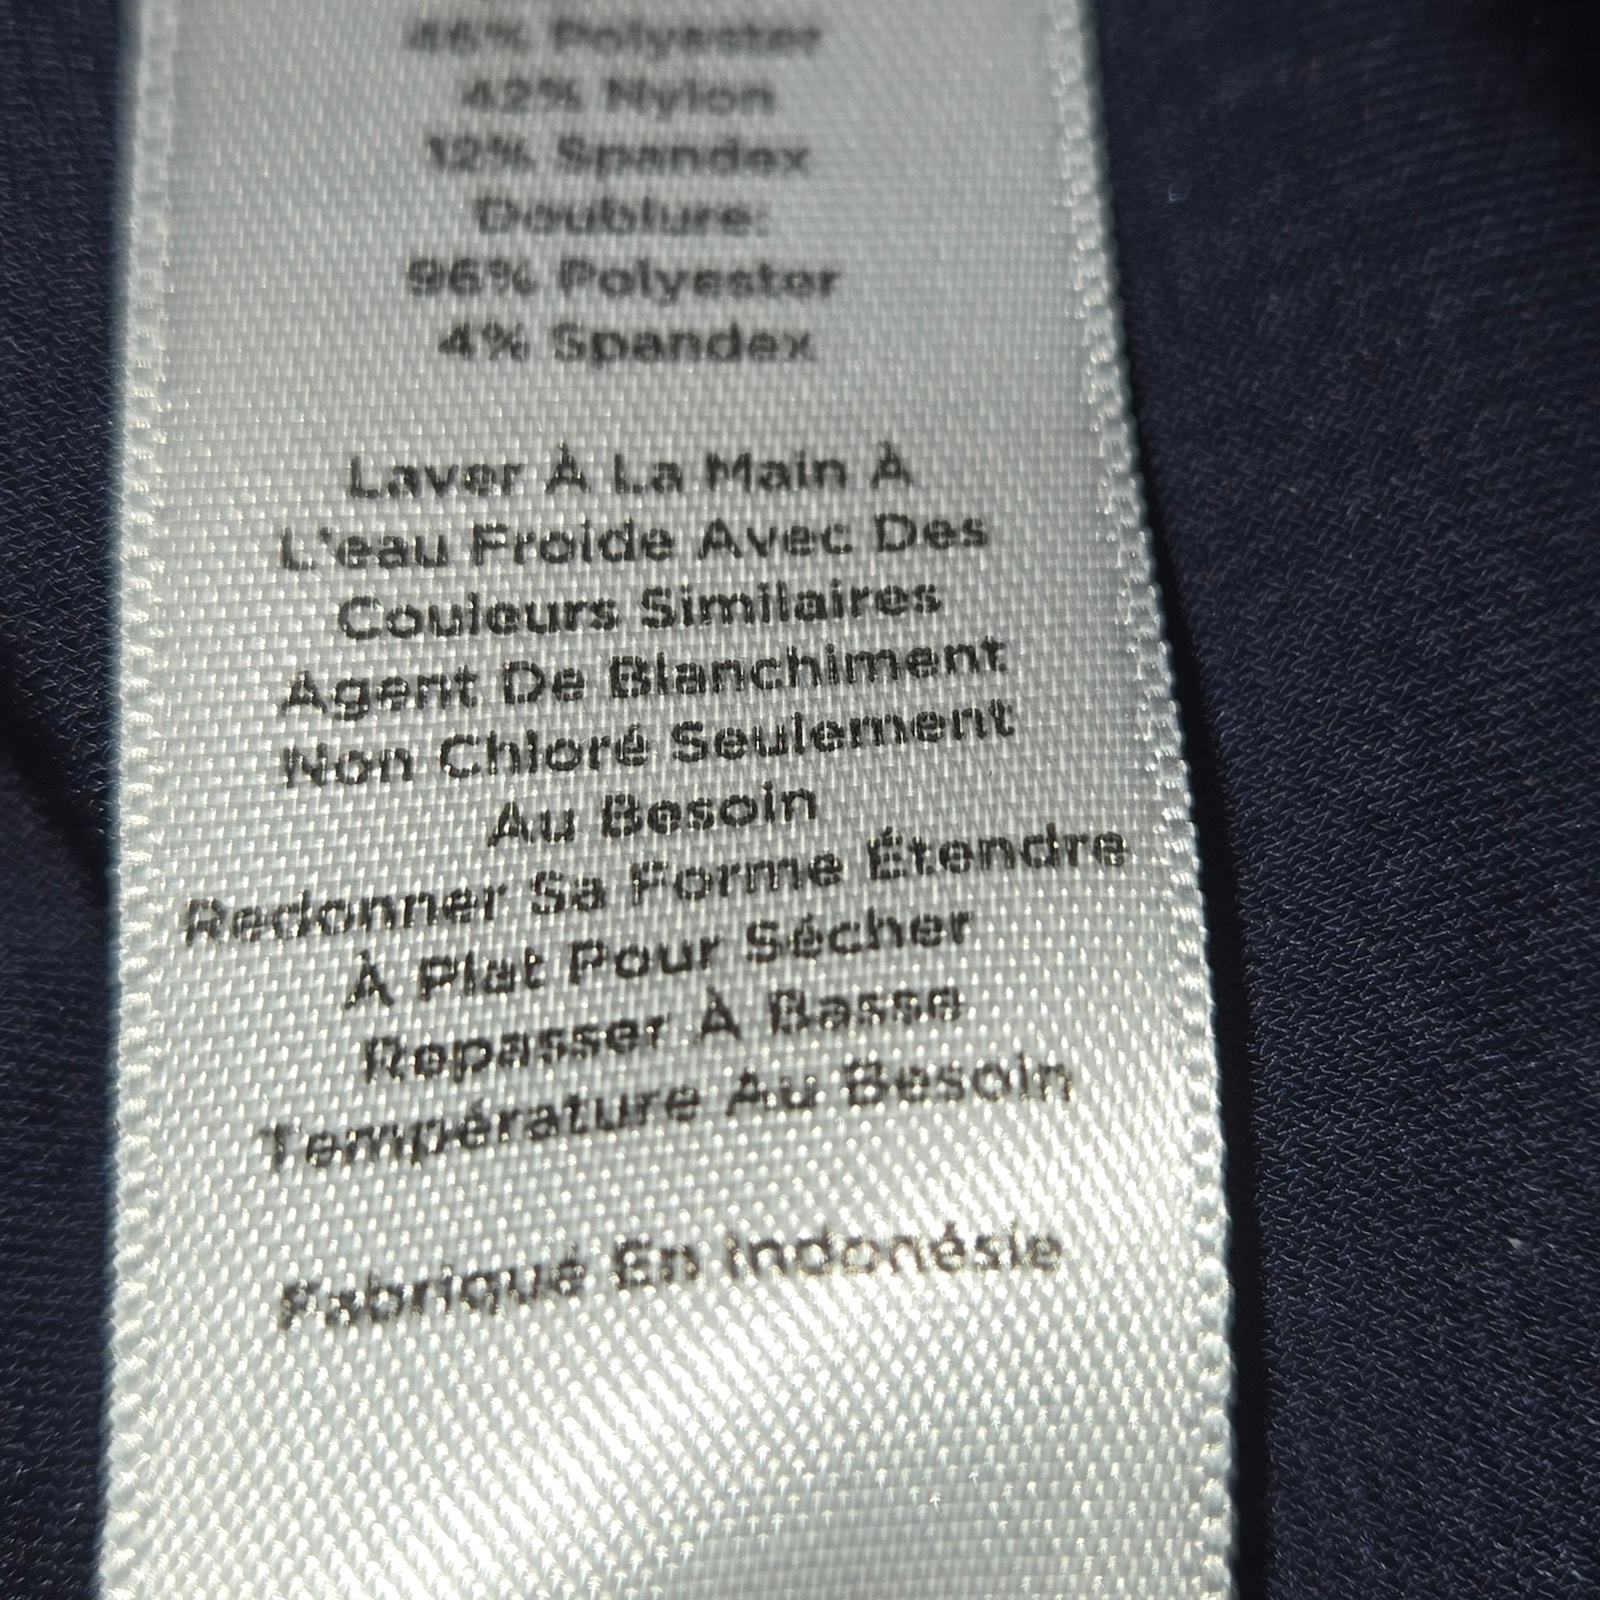 46% Polyester
42% Nylon
12% Spandex
Doublure:
96% Polyester
4% Spandex
Laver À La Main À
L'eau Froide Avec Des
Couleurs Similaires
Agent De Blanchiment
Non Chloré Seulement
Au Besoin
Redonner Sa Forme Étendre
À Plat Pour Sécher
Repasser À Basse
Température Au Besoin
Fabriqué En Indonésie